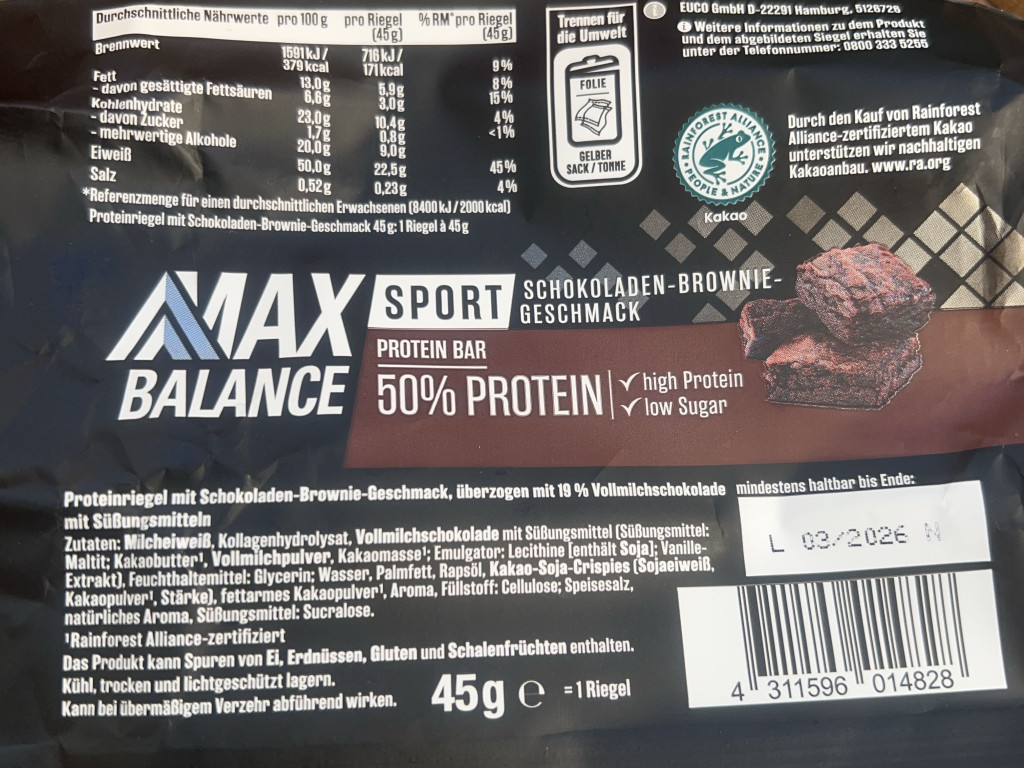 Durchschnittliche Nährwerte pro 100 g pro Riegel (45 g) % RM* pro Riegel (45 g)
Brennwert 1591 kJ / 379 kcal 716 kJ / 171 kcal 9 %
Fett 13,0 g 5,9 g 8 %
- davon gesättigte Fettsäuren 6,6 g 3,0 g 15 %
Kohlenhydrate 23,0 g 10,4 g 4 %
- davon Zucker 1,7 g 0,8 g <1 %
- mehrwertige Alkohole 20,0 g 9,0 g
Eiweiß 50,0 g 22,5 g 45 %
Salz 0,52 g 0,23 g 4 %
*Referenzmenge für einen durchschnittlichen Erwachsenen (8400 kJ / 2000 kcal)
Proteinriegel mit Schokoladen-Brownie-Geschmack 45 g: 1 Riegel à 45 g
Trennen für
die Umwelt
FOLIE
GELBER
SACK / TONNE
EUCO GmbH D-22291 Hamburg.
Weitere Informationen zu dem Produkt
und dem abgebildeten Siegel erhalten Sie
unter der Telefonnummer: 0800 333 5255
RAINFOREST ALLIANCE
PEOPLE & NATURE
Kakao
Durch den Kauf von Rainforest
Alliance-zertifiziertem Kakao
unterstützen wir nachhaltigen
Kakaoanbau. www.ra.org
MAX
BALANCE
SPORT
SCHOKOLADEN-BROWNIE-
GESCHMACK
PROTEIN BAR
50% PROTEIN
✓ high Protein
✓ low Sugar
Proteinriegel mit Schokoladen-Brownie-Geschmack, überzogen mit 19 % Vollmilchschokolade
mit Süßungsmitteln
Zutaten: Milcheiweiß, Kollagenhydrolysat, Vollmilchschokolade mit Süßungsmittel (Süßungsmittel:
Maltit; Kakaobutter¹, Vollmilchpulver, Kakaomasse¹; Emulgator: Lecithine [enthält Soja]; Vanille-
Extrakt), Feuchthaltemittel: Glycerin; Wasser, Palmfett, Rapsöl, Kakao-Soja-Crispies (Sojaeiweiß,
Kakaopulver¹, Stärke), fettarmes Kakaopulver¹, Aroma, Füllstoff: Cellulose; Speisesalz,
natürliches Aroma, Süßungsmittel: Sucralose.
¹Rainforest Alliance-zertifiziert
Das Produkt kann Spuren von Ei, Erdnüssen, Gluten und Schalenfrüchten enthalten.
Kühl, trocken und lichtgeschützt lagern.
Kann bei übermäßigem Verzehr abführend wirken.
45 g e = 1 Riegel
mindestens haltbar bis Ende:
L 03/2026 N
4 311596 014828